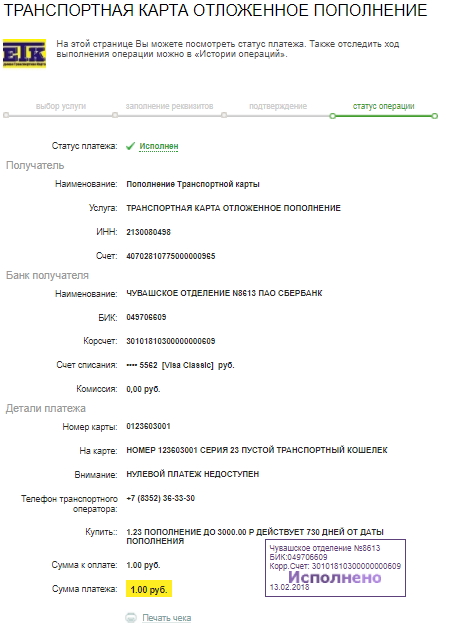 ТРАНСПОРТНАЯ КАРТА ОТЛОЖЕННОЕ ПОПОЛНЕНИЕ
ЕТК
На этой странице Вы можете посмотреть статус платежа. Также отследить ход
выполнения операции можно в «Истории операций».
выбор услуги заполнение реквизитов подтверждение статус операции
Статус платежа: Исполнен
Получатель
Наименование: Пополнение Транспортной карты
Услуга: ТРАНСПОРТНАЯ КАРТА ОТЛОЖЕННОЕ ПОПОЛНЕНИЕ
ИНН: 2130080498
Счет: 40702810775000000965
Банк получателя
Наименование: ЧУВАШСКОЕ ОТДЕЛЕНИЕ N8613 ПАО СБЕРБАНК
БИК: 049706609
Корсчет: 30101810300000000609
Счет списания: •••• 5562 [Visa Classic] руб.
Комиссия: 0,00 руб.
Детали платежа
Номер карты: 0123603001
На карте: НОМЕР 123603001 СЕРИЯ 23 ПУСТОЙ ТРАНСПОРТНЫЙ КОШЕЛЕК
Внимание: НУЛЕВОЙ ПЛАТЕЖ НЕДОСТУПЕН
Телефон транспортного
оператора: +7 (8352) 36-33-30
Купить:: 1.23 ПОПОЛНЕНИЕ ДО 3000.00 Р ДЕЙСТВУЕТ 730 ДНЕЙ ОТ ДАТЫ
ПОПОЛНЕНИЯ
Сумма к оплате: 1.00 руб.
Сумма платежа: 1.00 руб.
Чувашское отделение №8613
БИК:049706609
Корр.Счет: 30101810300000000609
Исполнено
13.02.2018
Печать чека